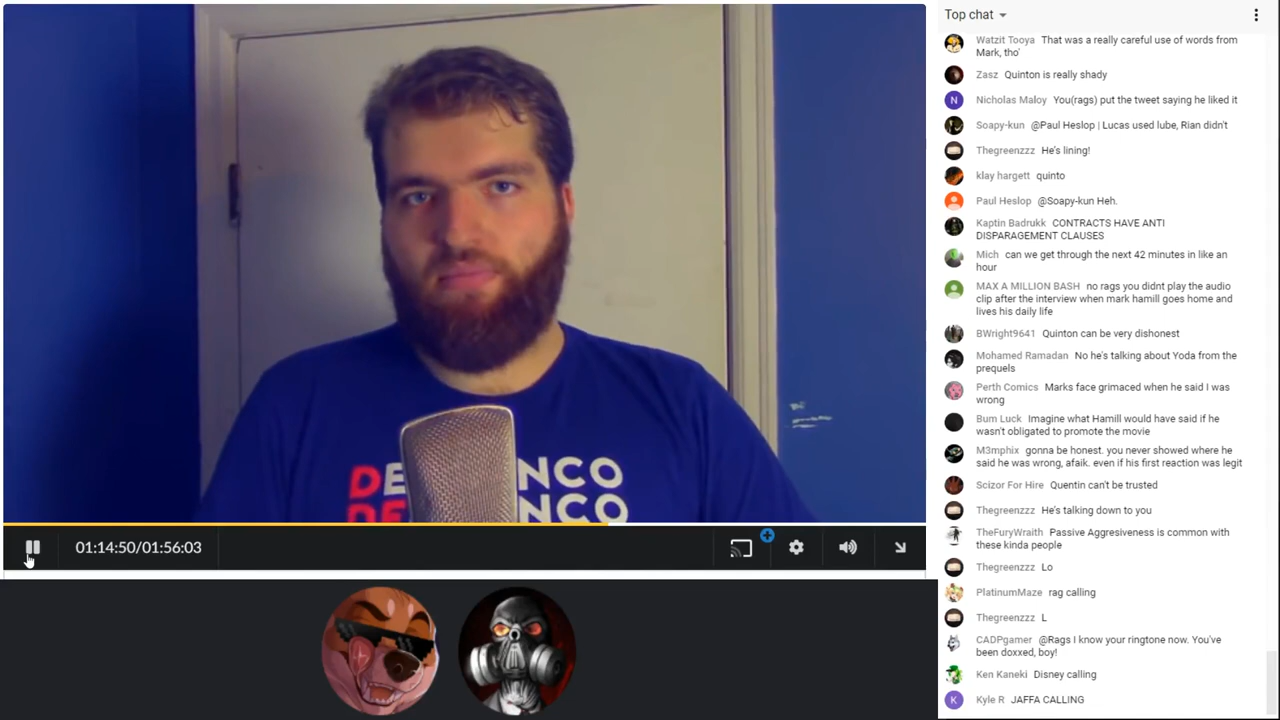 DE NCO
DE NCO
01:14:50/01:56:03
Top chat
Watzit Tooya That was a really careful use of words from
Mark, tho'
Zasz Quinton is really shady
N
Nicholas Maloy You(rags) put the tweet saying he liked it
Soapy-kun @Paul Heslop | Lucas used lube, Rian didn't
Thegreenzzz He's lining!
klay hargett quinto
Paul Heslop @Soapy-kun Heh.
Kaptin Badrukk CONTRACTS HAVE ANTI
DISPARAGEMENT CLAUSES
Mich can we get through the next 42 minutes in like an
hour
MAX A MILLION BASH no rags you didnt play the audio
clip after the interview when mark hamill goes home and
lives his daily life
BWright9641 Quinton can be very dishonest
Mohamed Ramadan No he's talking about Yoda from the
prequels
Perth Comics Marks face grimaced when he said I was
wrong
Bum Luck Imagine what Hamill would have said if he
wasn't obligated to promote the movie
M3mphix gonna be honest. you never showed where he
said he was wrong, afaik. even if his first reaction was legit
Scizor For Hire Quentin can't be trusted
Thegreenzzz He's talking down to you
TheFuryWraith Passive Aggresiveness is common with
these kinda people
Thegreenzzz Lo
PlatinumMaze rag calling
Thegreenzzz L
CADPgamer @Rags I know your ringtone now. You've
been doxxed, boy!
Ken Kaneki Disney calling
K
Kyle R JAFFA CALLING